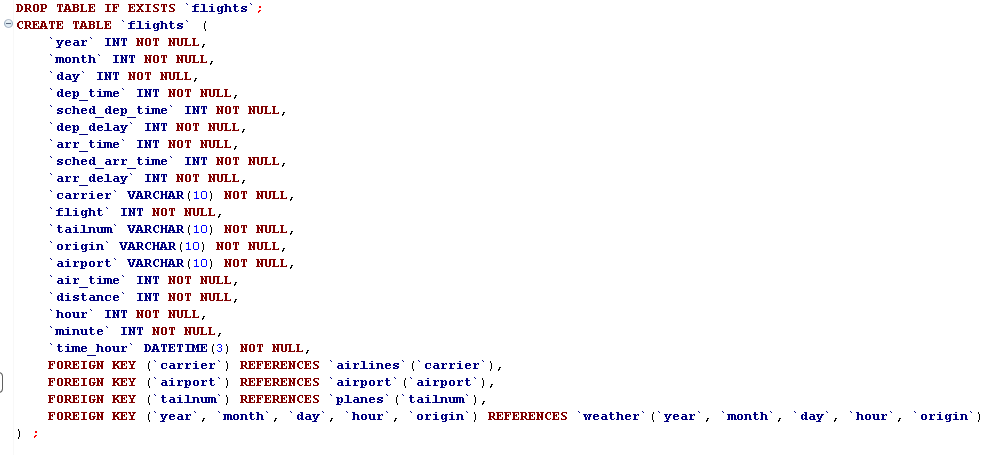 DROP TABLE IF EXISTS `flights`;
CREATE TABLE `flights` (
`year` INT NOT NULL,
`month` INT NOT NULL,
`day` INT NOT NULL,
`dep_time` INT NOT NULL,
`sched_dep_time` INT NOT NULL,
`dep_delay` INT NOT NULL,
`arr_time` INT NOT NULL,
`sched_arr_time` INT NOT NULL,
`arr_delay` INT NOT NULL,
`carrier` VARCHAR(10) NOT NULL,
`flight` INT NOT NULL,
`tailnum` VARCHAR(10) NOT NULL,
`origin` VARCHAR(10) NOT NULL,
`airport` VARCHAR(10) NOT NULL,
`air_time` INT NOT NULL,
`distance` INT NOT NULL,
`hour` INT NOT NULL,
`minute` INT NOT NULL,
`time_hour` DATETIME(3) NOT NULL,
FOREIGN KEY (`carrier`) REFERENCES `airlines`(`carrier`),
FOREIGN KEY (`airport`) REFERENCES `airport`(`airport`),
FOREIGN KEY (`tailnum`) REFERENCES `planes`(`tailnum`),
FOREIGN KEY (`year`, `month`, `day`, `hour`, `origin`) REFERENCES `weather`(`year`, `month`, `day`, `hour`, `origin`)
) ;